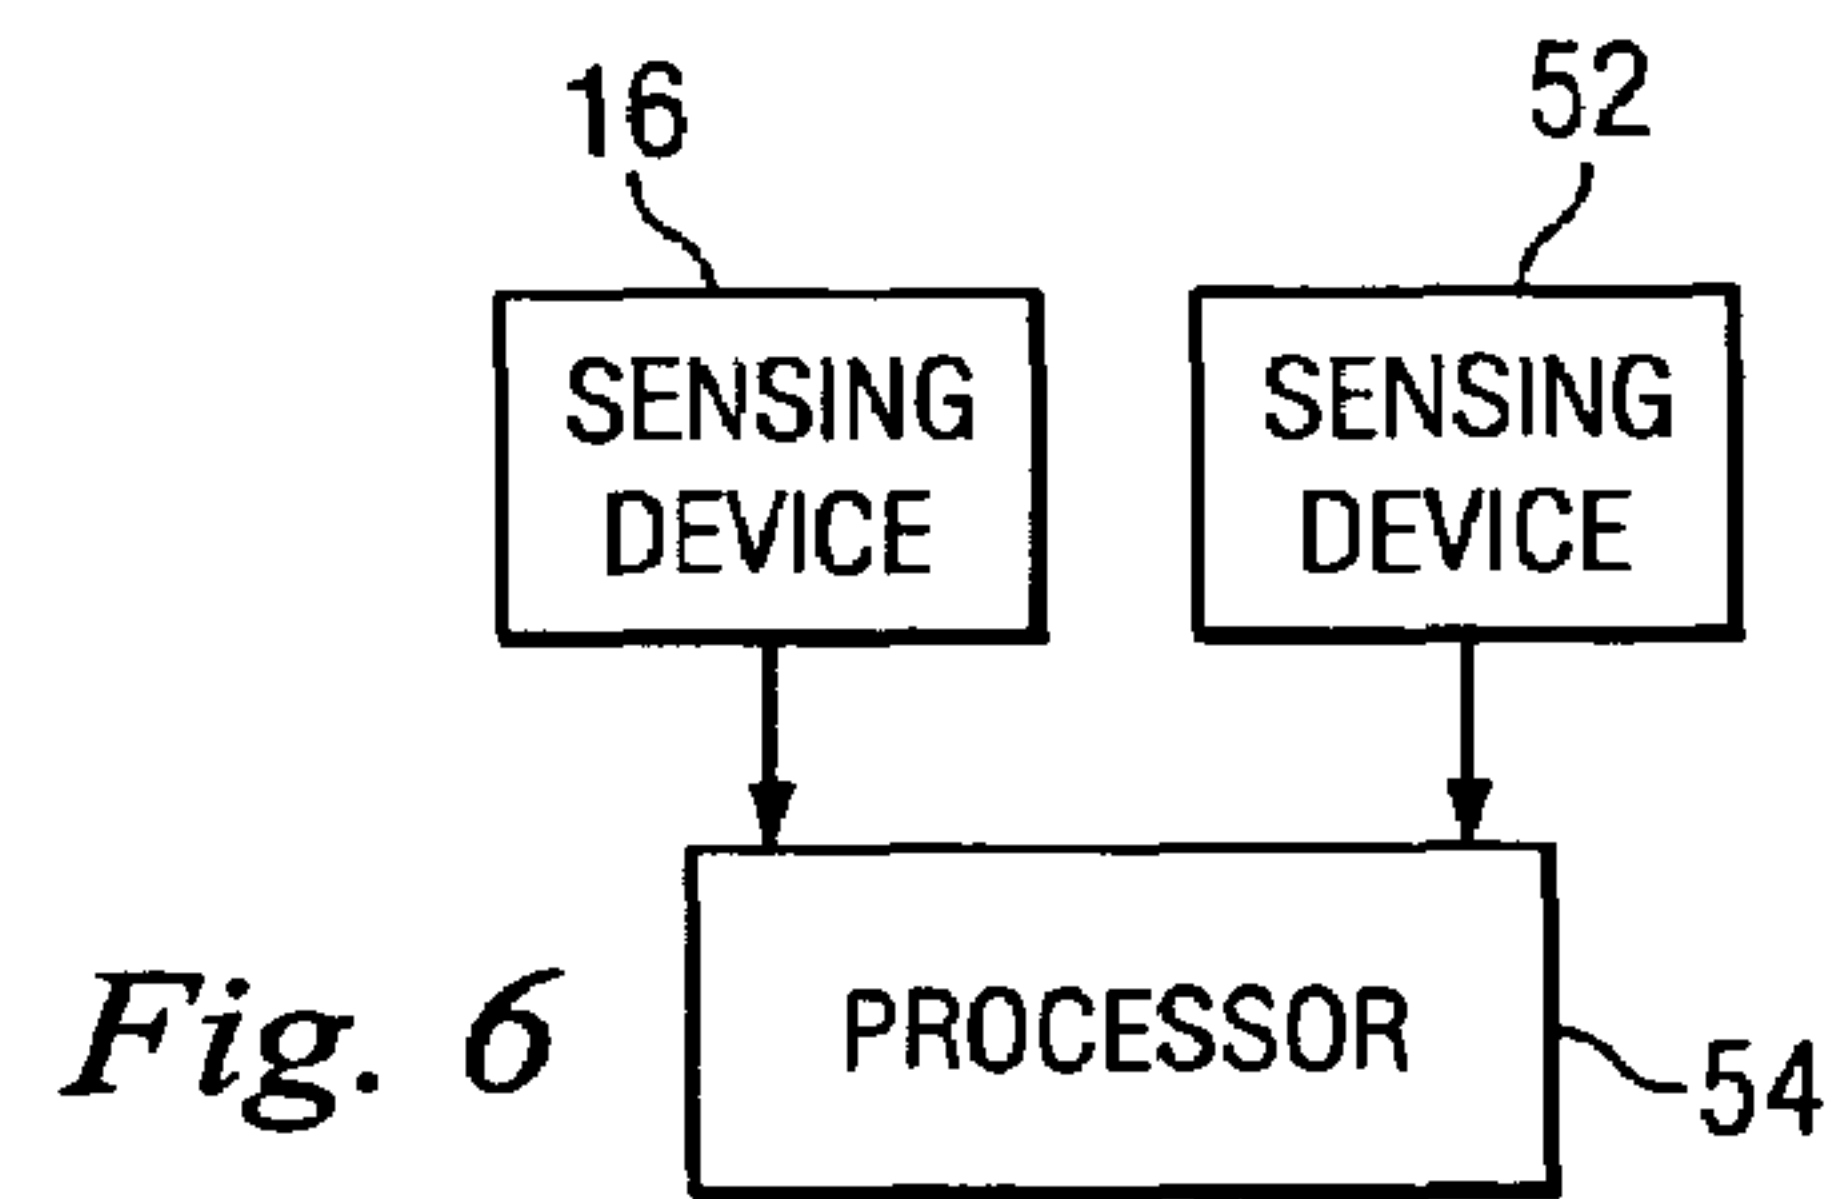 16
52
SENSING
DEVICE
SENSING
DEVICE
PROCESSOR
54
Fig. 6